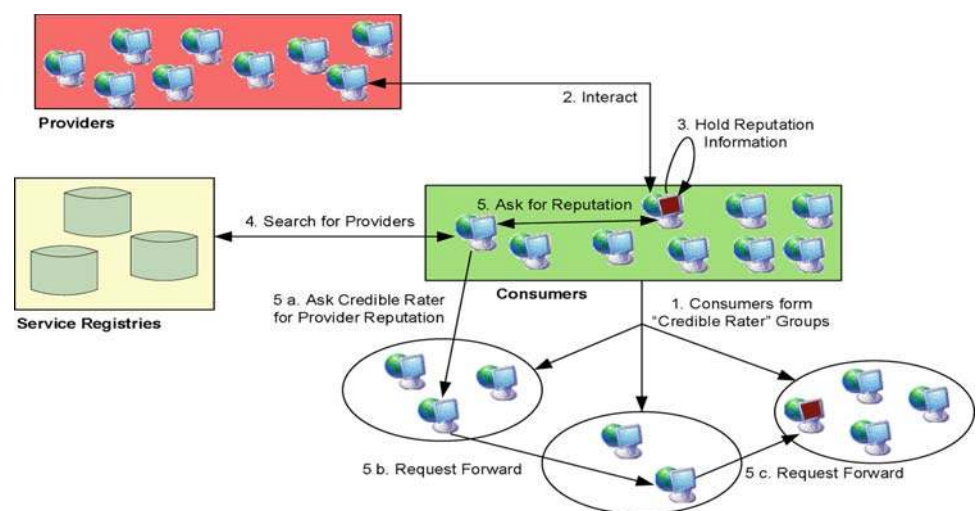 Providers
2. Interact
3. Hold Reputation
Information
5. Ask for Reputation
4. Search for Providers
Consumers
Service Registries
5 a. Ask Credible Rater
for Provider Reputation
1. Consumers form
“Credible Rater” Groups
5 b. Request Forward
5 c. Request Forward